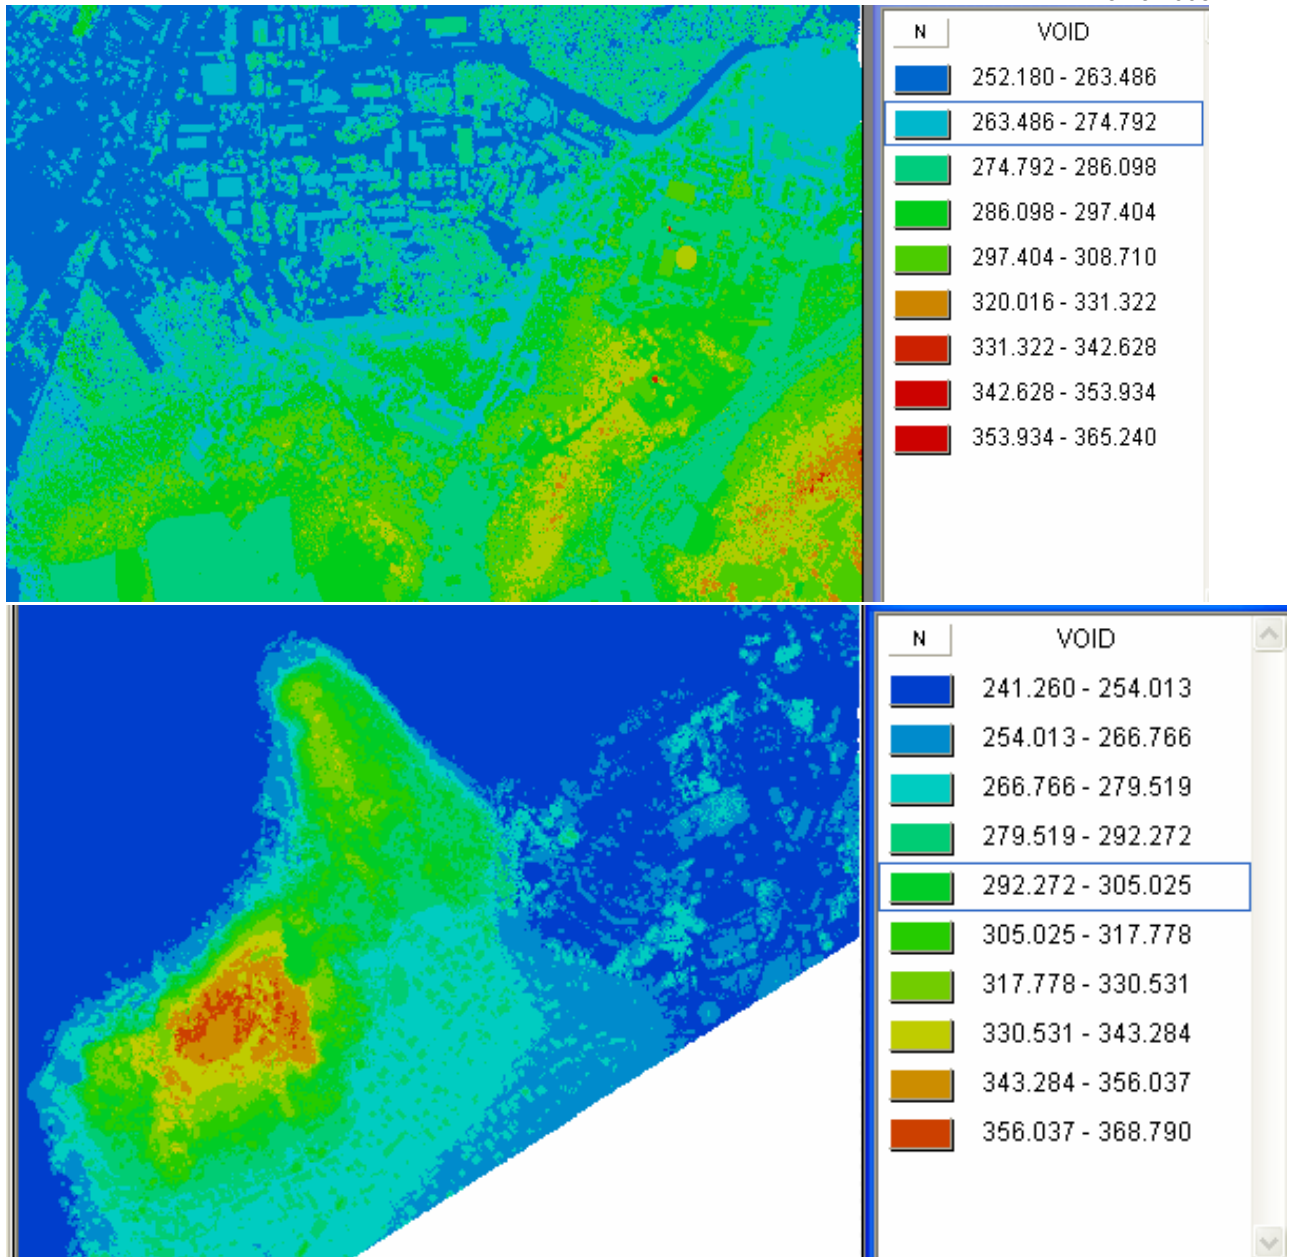 N VOID
252.180 - 263.486
263.486 - 274.792
274.792 - 286.098
286.098 - 297.404
297.404 - 308.710
320.016 - 331.322
331.322 - 342.628
342.628 - 353.934
353.934 - 365.240
N VOID
241.260 - 254.013
254.013 - 266.766
266.766 - 279.519
279.519 - 292.272
292.272 - 305.025
305.025 - 317.778
317.778 - 330.531
330.531 - 343.284
343.284 - 356.037
356.037 - 368.790